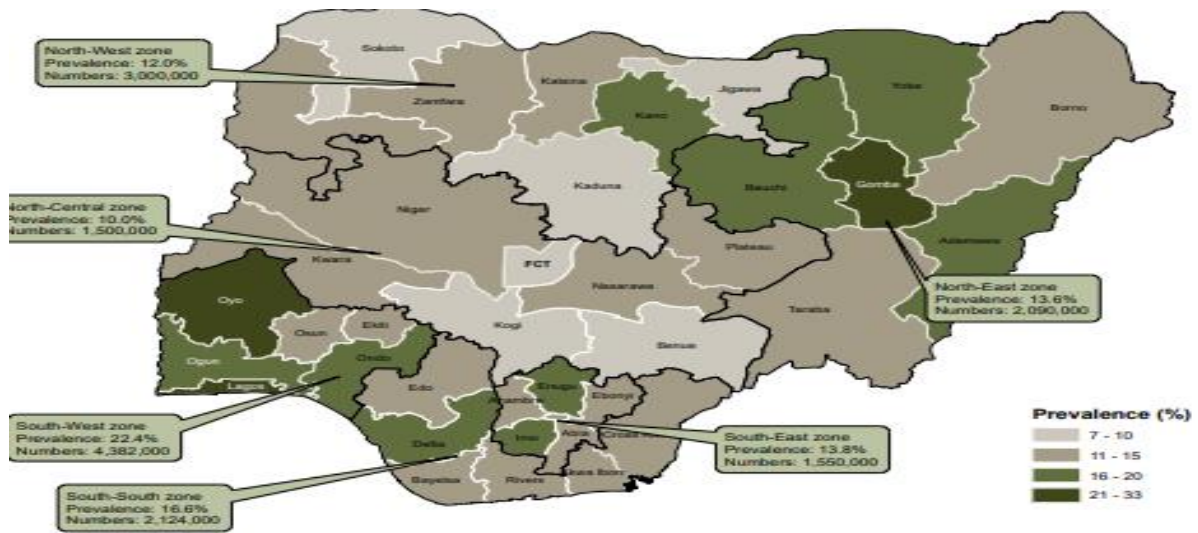 Sokoto
North-West zone
Prevalence: 12.0%
Numbers: 3,000,000
Katsina
Zamfara
Jigawa
Yobe
Kano
Borno
Kaduna
Bauchi
Gombe
North-Central zone
Prevalence: 10.0%
Numbers: 1,500,000
Niger
Adamawa
Plateau
FCT
Kwara
Nasarawa
North-East zone
Prevalence: 13.6%
Numbers: 2,090,000
Oyo
Taraba
Kogi
Osun
Ekiti
Benue
Ogun
Ondo
Lagos
Edo
Enugu
Anambra
Ebonyi
South-West zone
Prevalence: 22.4%
Numbers: 4,382,000
Delta
Imo
Abia
South-East zone
Prevalence: 13.8%
Numbers: 1,550,000
Bayelsa
Rivers
South-South zone
Prevalence: 16.6%
Numbers: 2,124,000
Prevalence (%)
7 - 10
11 - 15
16 - 20
21 - 33